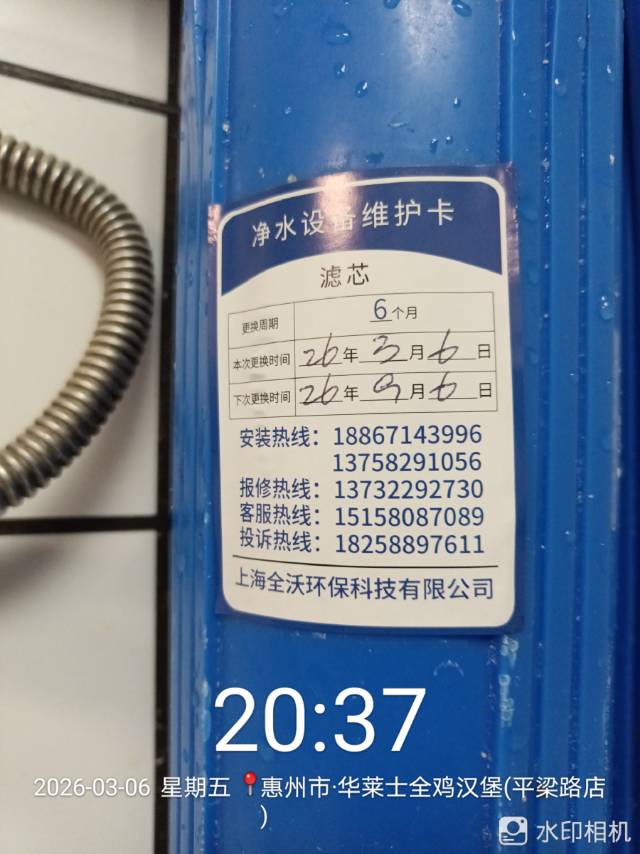 净水设备维护卡
滤芯
更换周期 6个月
本次更换时间 26年3月6日
下次更换时间 26年9月6日
安装热线：18867143996
13758291056
报修热线：13732292730
客服热线：15158087089
投诉热线：18258897611
上海全沃环保科技有限公司
20:37
2026-03-06 星期五 惠州市·华莱士全鸡汉堡(平梁路店
)
水印相机